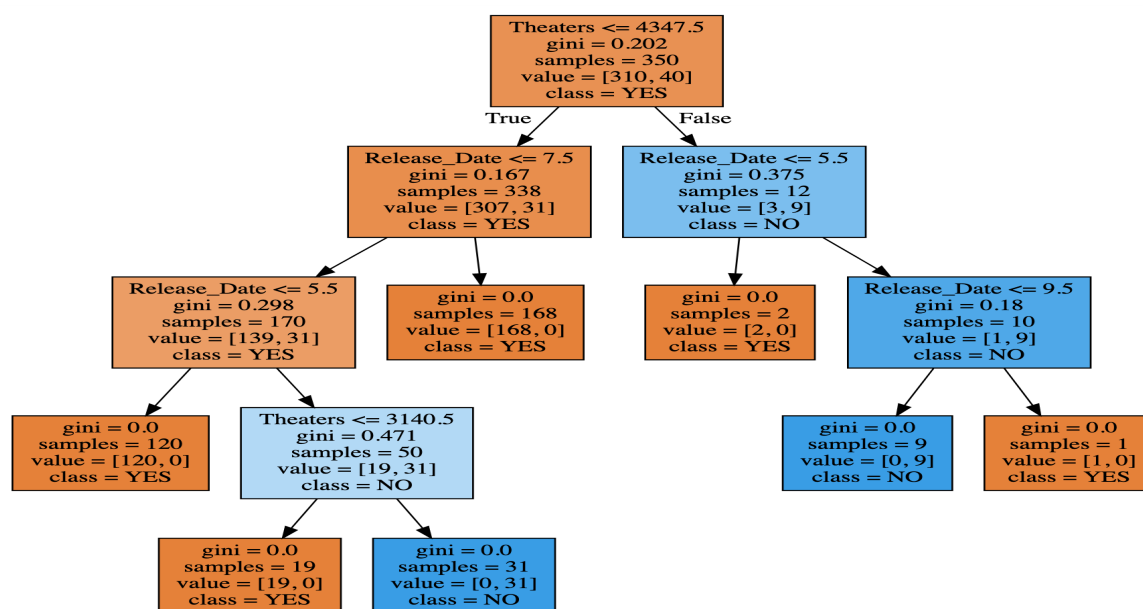 Theaters <= 4347.5
gini = 0.202
samples = 350
value = [310, 40]
class = YES
True
False
Release_Date <= 7.5
gini = 0.167
samples = 338
value = [307, 31]
class = YES
Release_Date <= 5.5
gini = 0.375
samples = 12
value = [3, 9]
class = NO
Release_Date <= 5.5
gini = 0.298
samples = 170
value = [139, 31]
class = YES
gini = 0.0
samples = 168
value = [168, 0]
class = YES
gini = 0.0
samples = 2
value = [2, 0]
class = YES
Release_Date <= 9.5
gini = 0.18
samples = 10
value = [1, 9]
class = NO
gini = 0.0
samples = 120
value = [120, 0]
class = YES
Theaters <= 3140.5
gini = 0.471
samples = 50
value = [19, 31]
class = NO
gini = 0.0
samples = 9
value = [0, 9]
class = NO
gini = 0.0
samples = 1
value = [1, 0]
class = YES
gini = 0.0
samples = 19
value = [19, 0]
class = YES
gini = 0.0
samples = 31
value = [0, 31]
class = NO